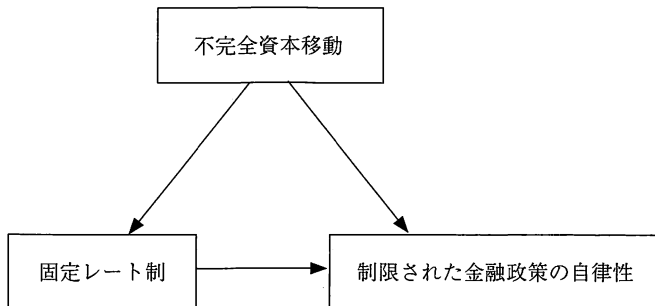 不完全資本移動
固定レート制
制限された金融政策の自律性